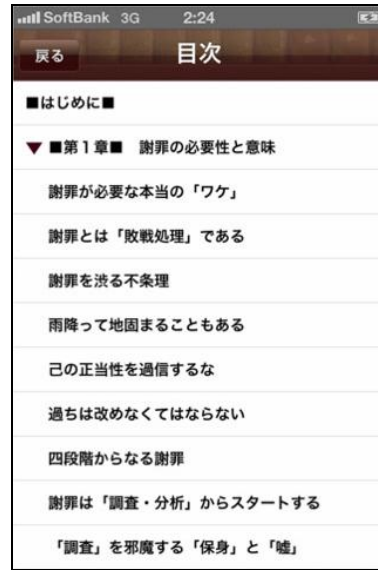 SoftBank 3G 2:24
戻る 目次
■はじめに■
▼ ■第1章■ 謝罪の必要性と意味
謝罪が必要な本当の「ワケ」
謝罪とは「敗戦処理」である
謝罪を渋る不条理
雨降って地固まることもある
己の正当性を過信するな
過ちは改めなくてはならない
四段階からなる謝罪
謝罪は「調査・分析」からスタートする
「調査」を邪魔する「保身」と「嘘」